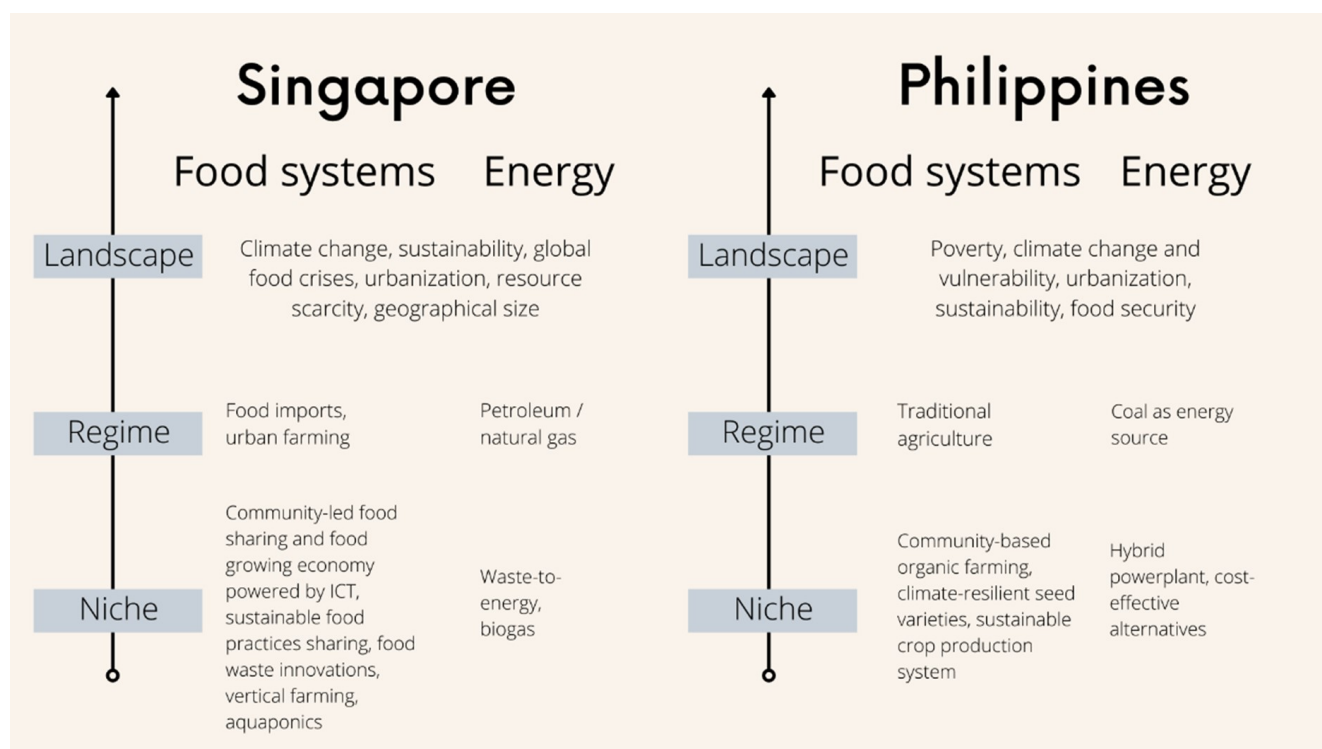 Singapore
Food systems
Energy
Landscape
Climate change, sustainability, global
food crises, urbanization, resource
scarcity, geographical size
Regime
Food imports,
urban farming
Petroleum /
natural gas
Niche
Community-led food
sharing and food
growing economy
powered by ICT,
sustainable food
practices sharing, food
waste innovations,
vertical farming,
aquaponics
Waste-to-
energy,
biogas
Philippines
Food systems
Energy
Landscape
Poverty, climate change and
vulnerability, urbanization,
sustainability, food security
Regime
Traditional
agriculture
Coal as energy
source
Niche
Community-based
organic farming,
climate-resilient seed
varieties, sustainable
crop production
system
Hybrid
powerplant, cost-
effective
alternatives